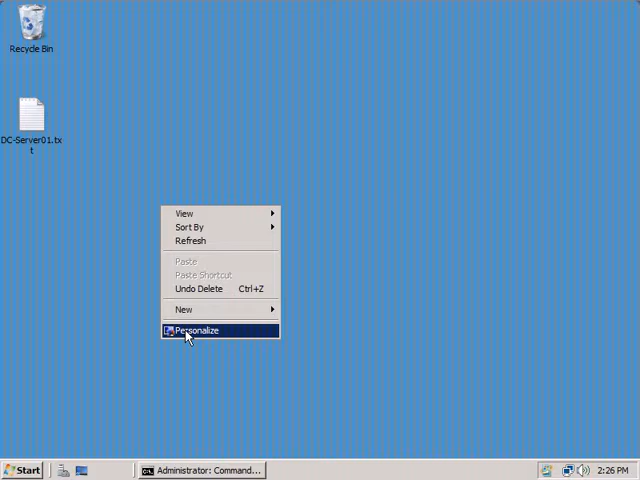 Recycle Bin
DC-Server01.tx
t
View
Sort By
Refresh
Paste
Paste Shortcut
Undo Delete Ctrl+Z
New
Personalize
Start
Administrator: Command...
2:26 PM